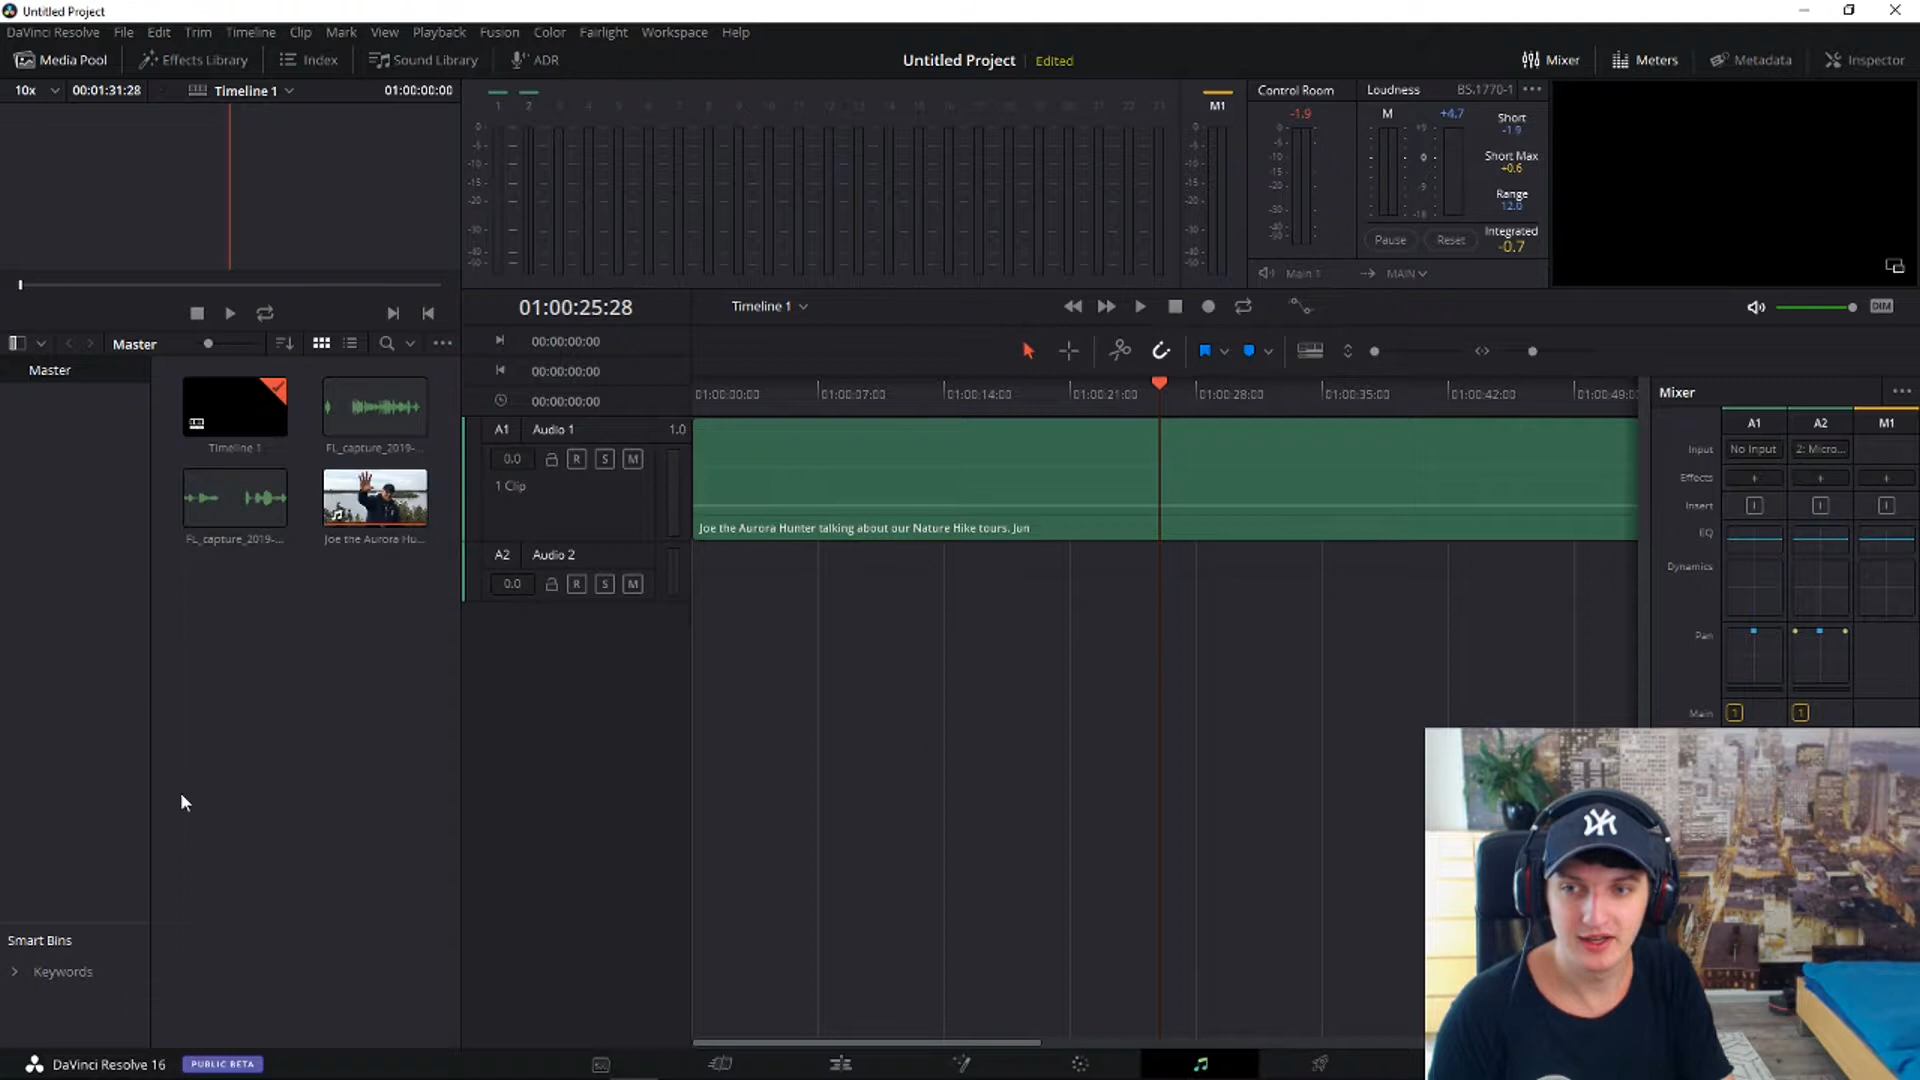 Untitled Project
DaVinci Resolve File Edit Trim Timeline Clip Mark View Playback Fusion Color Fairlight Workspace Help
Media Pool Effects Library Index Sound Library ADR Untitled Project Edited Mixer Meters Metadata Inspector
10x 00:01:31:28 Timeline 1 01:00:00:00
M1
Control Room Loudness BS.1770-1
-1.9 M +4.7
Short
-1.9
Short Max
+0.6
Range
12.0
Integrated
-0.7
Pause Reset
Main 1 MAIN
01:00:25:28 Timeline 1 DIM
Master
00:00:00:00
00:00:00:00
00:00:00:00
Master
01:00:00:00 01:00:07:00 01:00:14:00 01:00:21:00 01:00:28:00 01:00:35:00 01:00:42:00
Timeline 1 FL_capture_2019-...
FL_capture_2019-... Joe the Aurora Hu...
A1 Audio 1 1.0
0.0 R S M
1 Clip
Joe the Aurora Hunter talking about our Nature Hike tours. Jun
A2 Audio 2
0.0 R S M
Mixer
A1 A2 M1
Input No Input 2: Micro...
Effects + + +
Insert
EQ
Dynamics
Pan
Main 1 1
NY
Smart Bins
Keywords
DaVinci Resolve 16 PUBLIC BETA